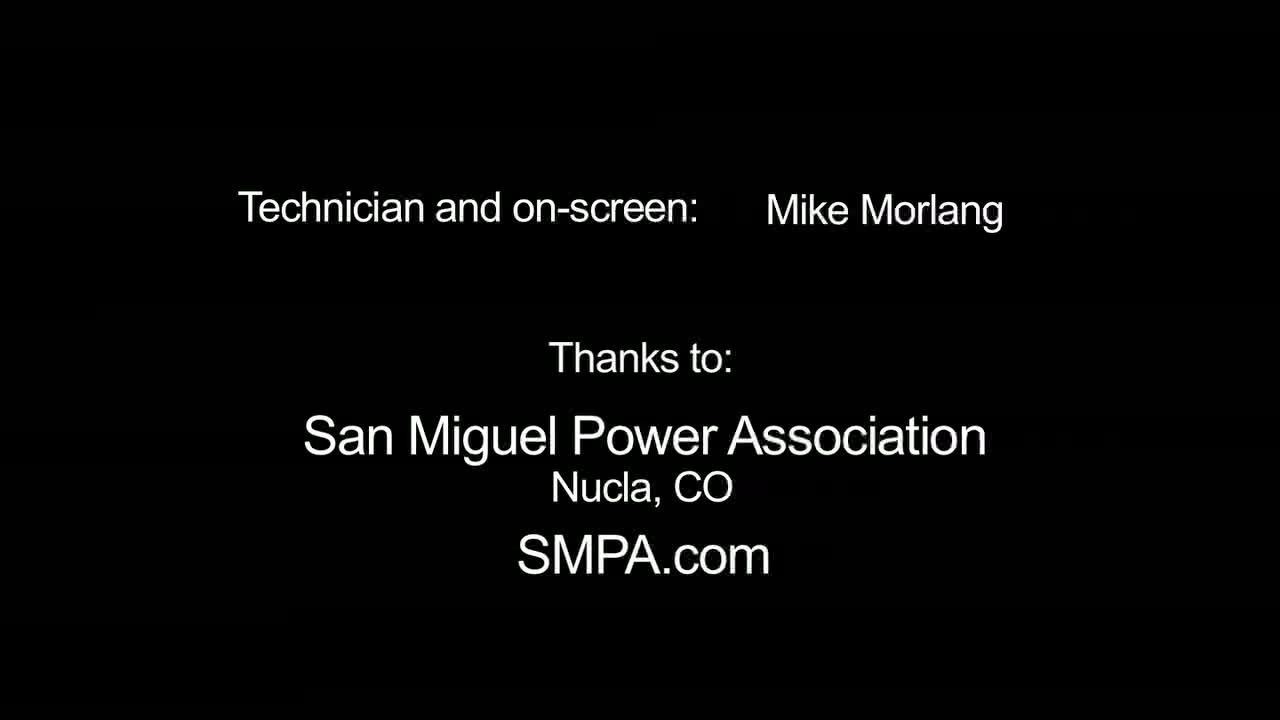 Technician and on-screen: Mike Morlang
Thanks to:
San Miguel Power Association
Nucla, CO
SMPA.com